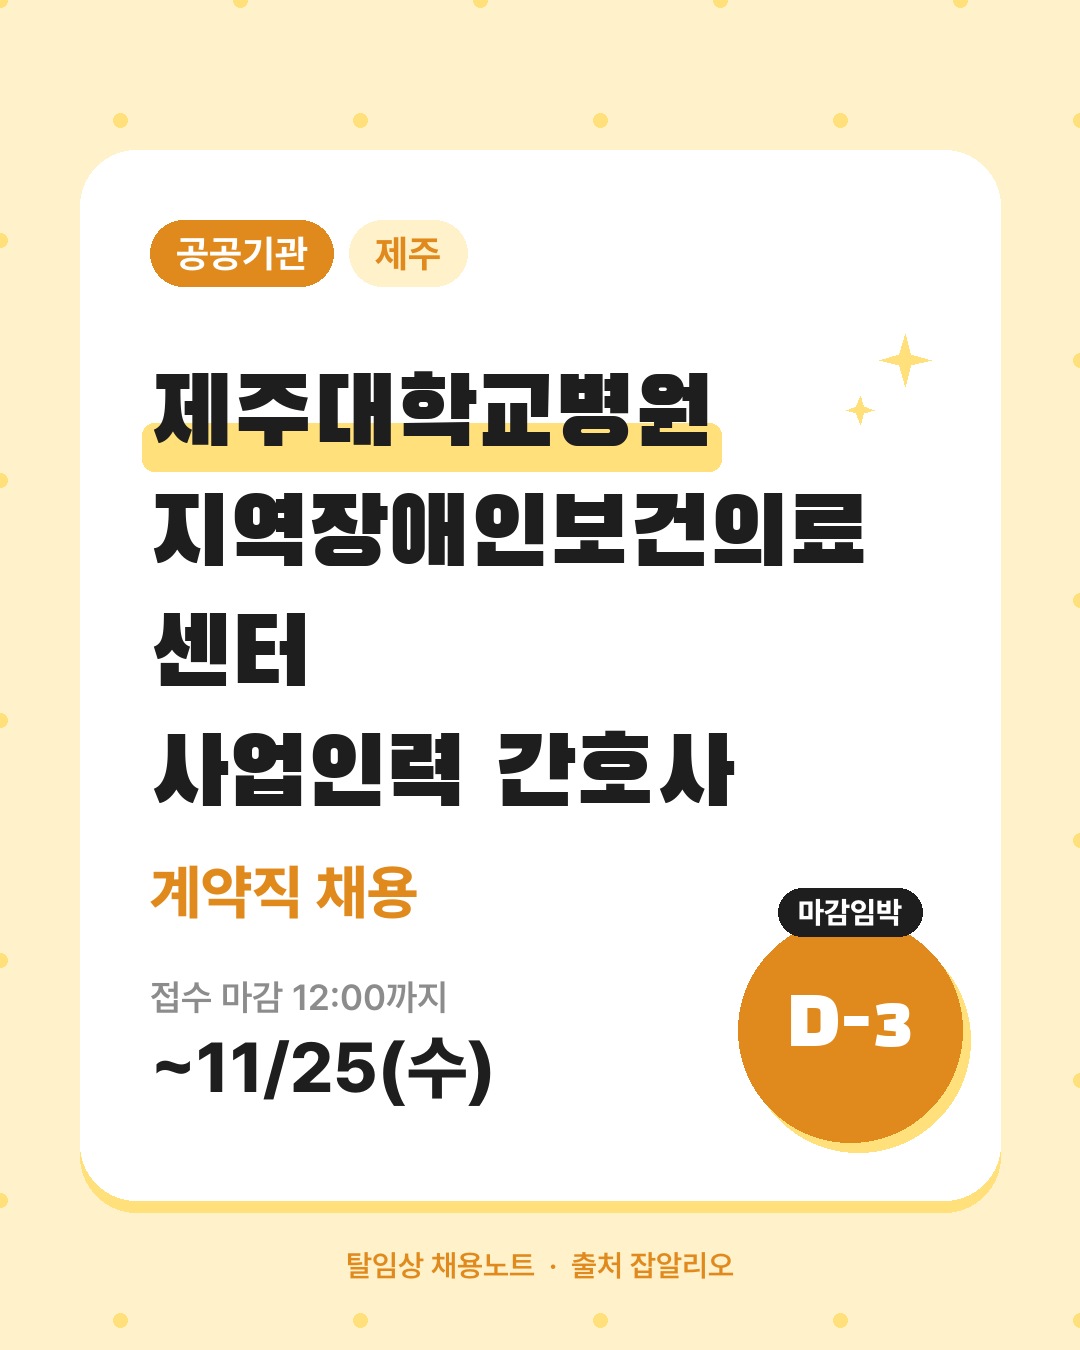 공공기관 제주
제주대학교병원
지역장애인보건의료
센터
사업인력 간호사
계약직 채용
마감임박
D-3
접수 마감 12:00까지
~11/25(수)
탈임상 채용노트 · 출처 잡알리오